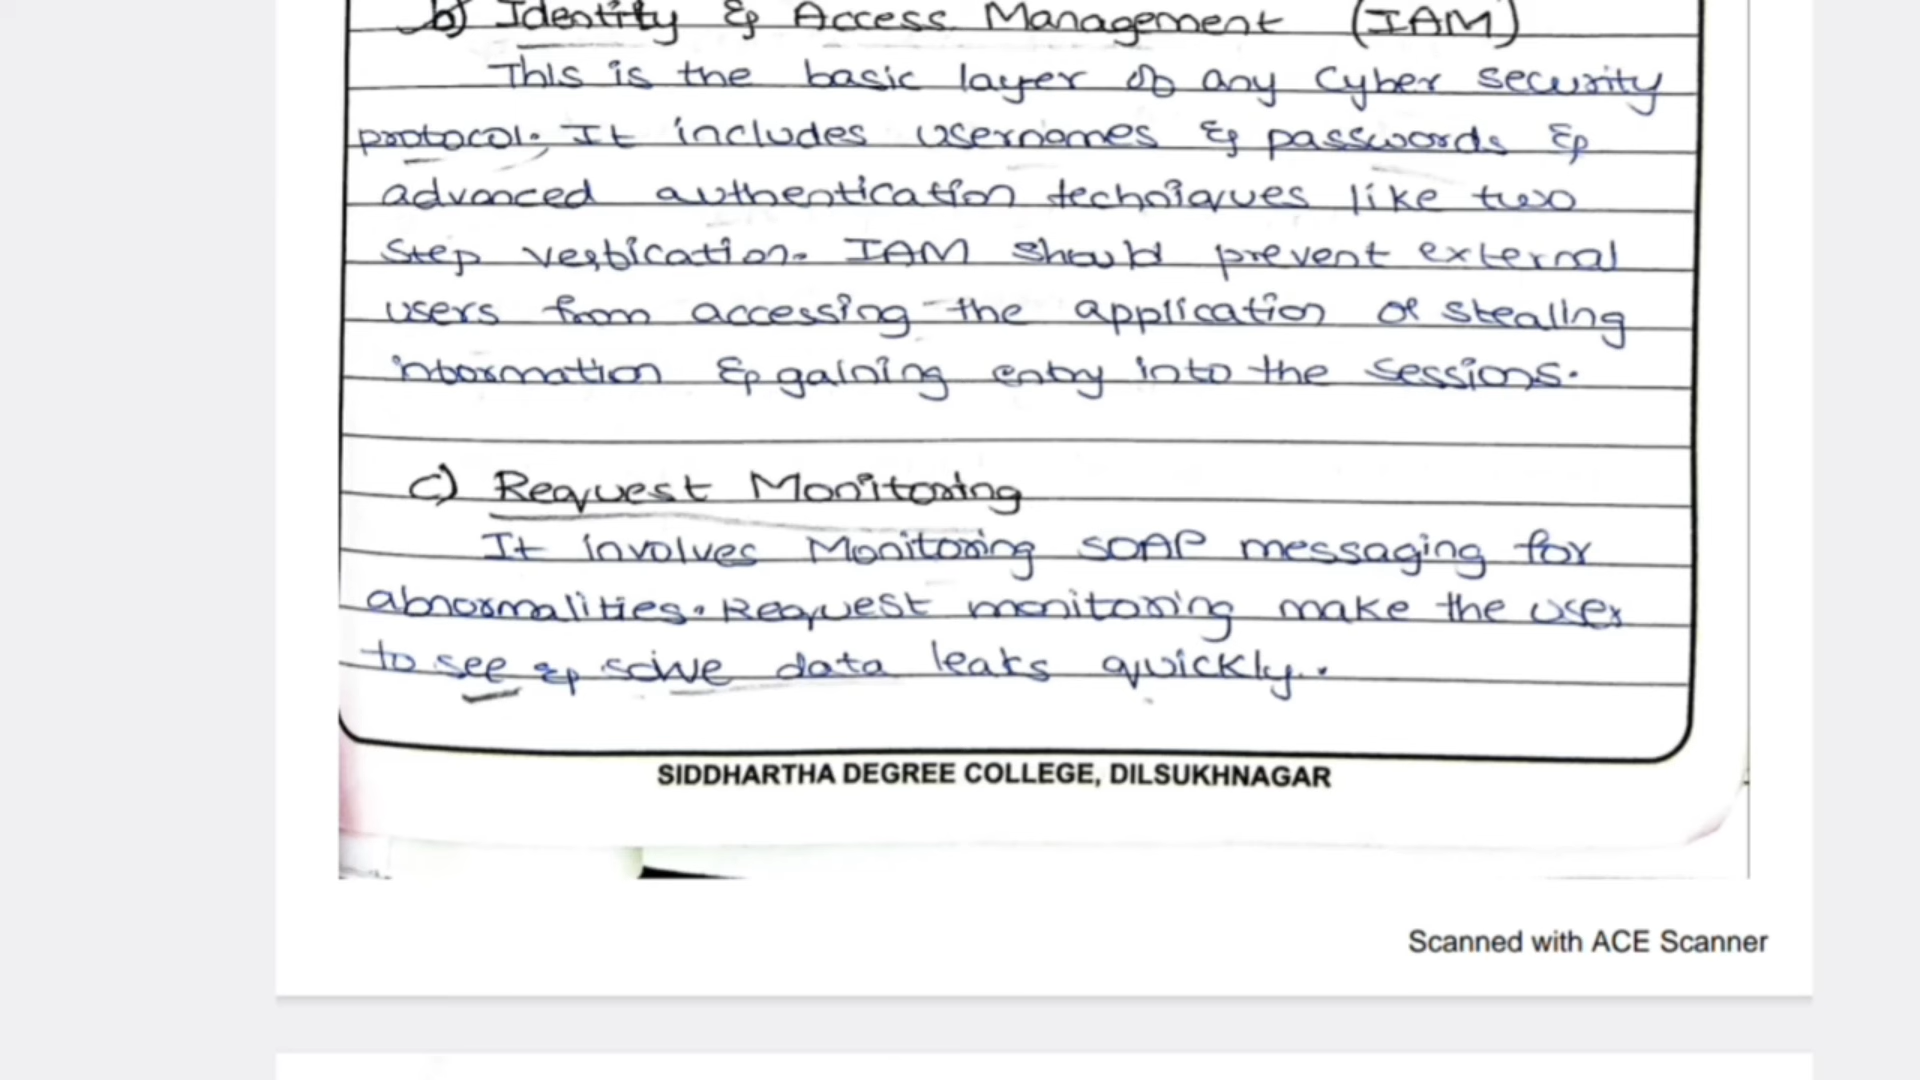 b) Identity & Access Management (IAM)
This is the basic layer of any Cyber security
protocol. It includes usernames & passwords &
advanced authentication techniques like two
step verification. IAM should prevent external
users from accessing the application or stealing
information & gaining entry into the sessions.
c) Request Monitoring
It involves Monitoring SOAP messaging for
abnormalities. Request monitoring make the user
to see & solve data leaks quickly.
SIDDHARTHA DEGREE COLLEGE, DILSUKHNAGAR
Scanned with ACE Scanner